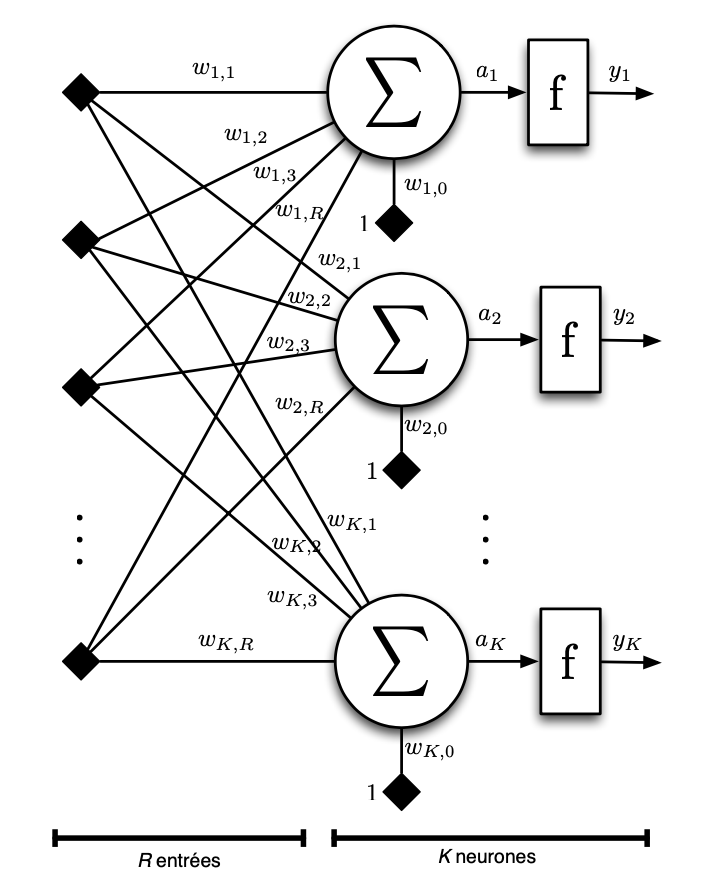 w1,1
a1
f
y1
∑
w1,2
w1,3
w1,R
w1,0
1
w2,1
w2,2
w2,3
∑
a2
f
y2
w2,R
w2,0
1
wK,1
wK,2
wK,3
wK,R
∑
aK
f
yK
wK,0
1
R entrées
K neurones